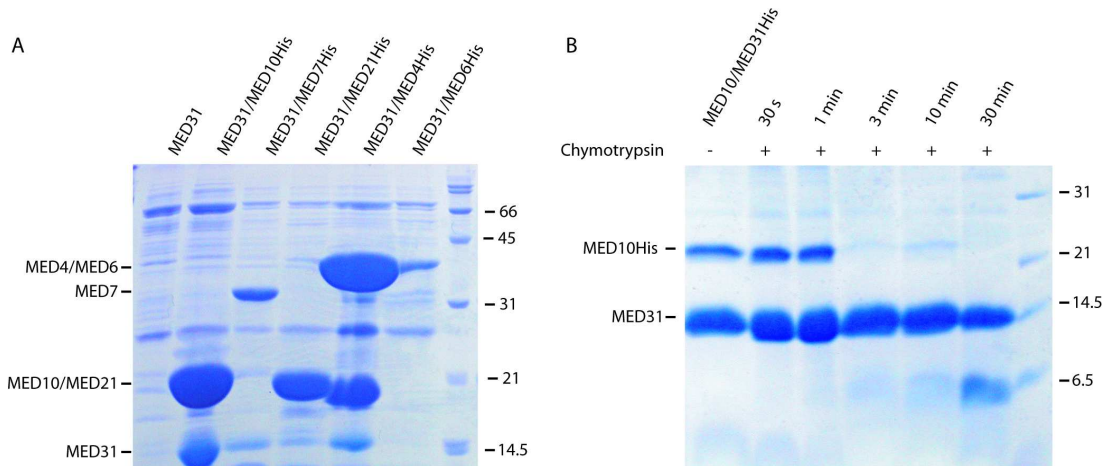 A
MED31
MED31/MED10His
MED31/MED7His
MED31/MED21His
MED31/MED4His
MED31/MED6His
66
45
MED4/MED6
MED7
31
MED10/MED21
21
MED31
14.5
B
MED10/MED31His
30 s
1 min
3 min
10 min
30 min
Chymotrypsin - + + + + +
31
MED10His
21
14.5
MED31
6.5